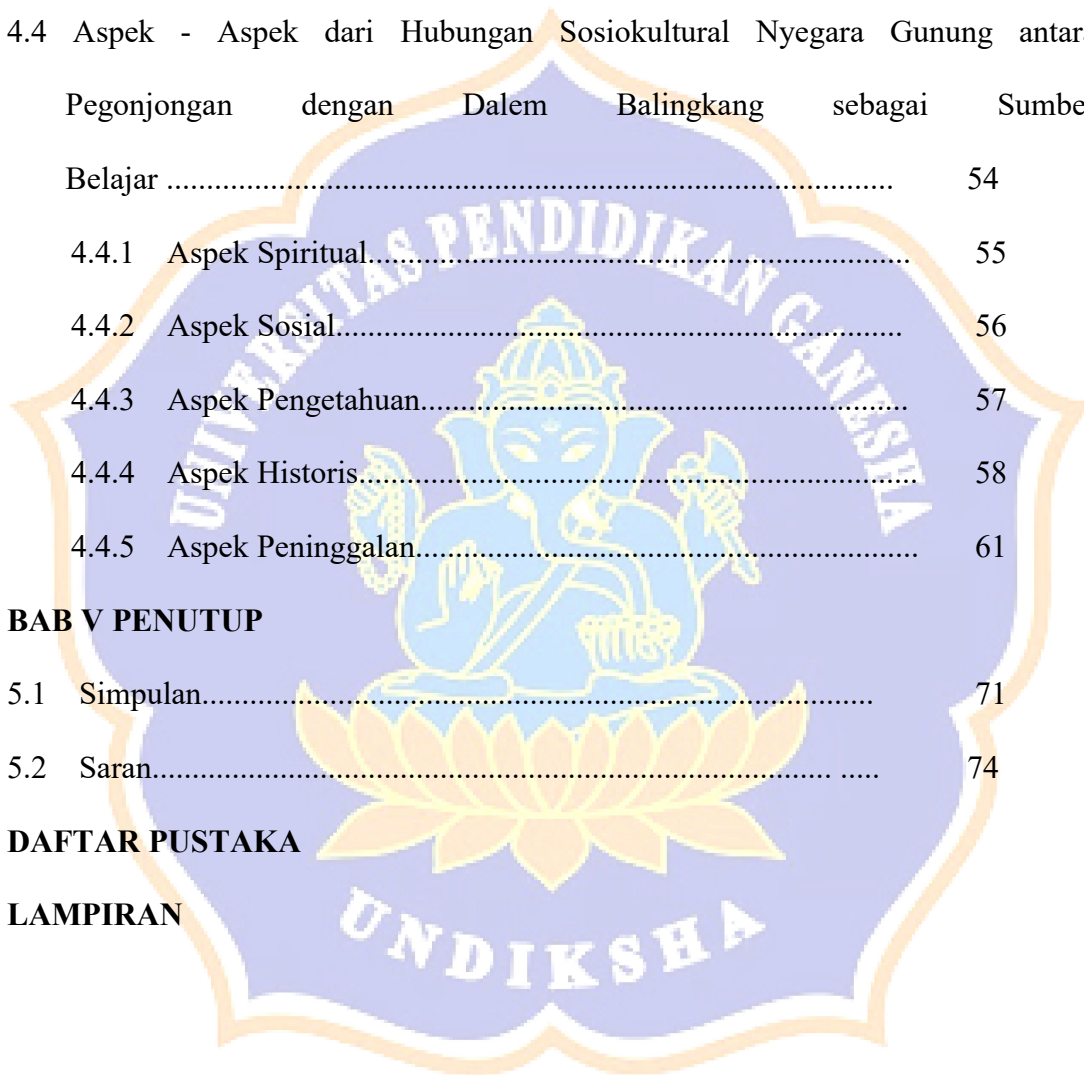 4.4 Aspek - Aspek dari Hubungan Sosiokultural Nyegara Gunung antar
Pegonjongan dengan Dalem Balingkang sebagai Sumbe
Belajar ........................................................................... 54
4.4.1 Aspek Spiritual......................................................... 55
4.4.2 Aspek Sosial........................................................... 56
4.4.3 Aspek Pengetahuan.................................................. 57
4.4.4 Aspek Historis.......................................................... 58
4.4.5 Aspek Peninggalan.................................................... 61
BAB V PENUTUP
5.1 Simpulan..................................................................... 71
5.2 Saran...................................................................... ..... 74
DAFTAR PUSTAKA
LAMPIRAN
UNIVERSITAS PENDIDIKAN GANESHA
UNDIKSHA